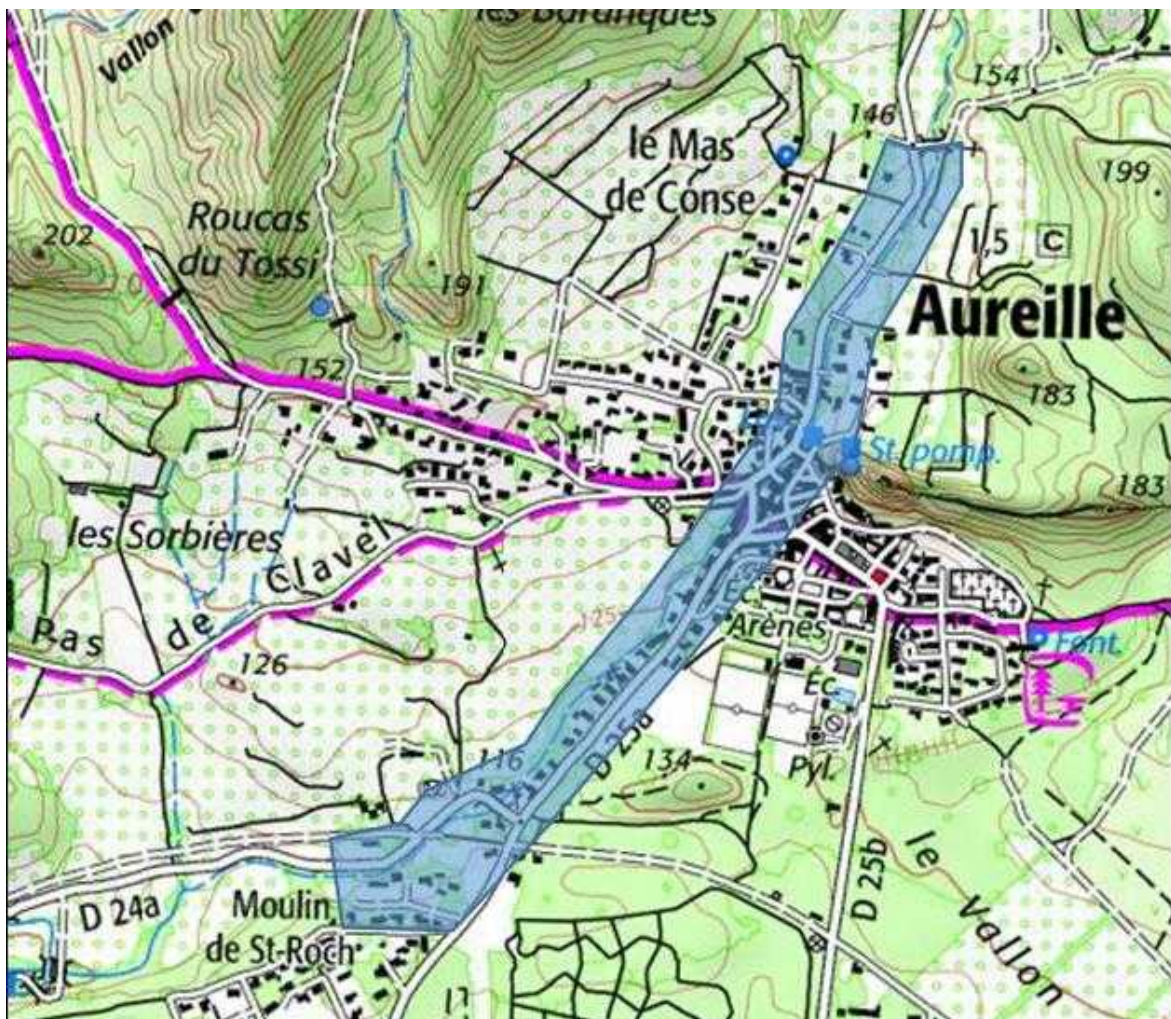 les Baranques
Vallon
154
146
le Mas
de Conse
199
Roucas
du Tossi
202
1,5 C
191
Aureille
152
183
St. pomp.
183
les Sorbières
Pas de Clavel
125
Arènes
Font.
126
Ec.
D 25a
116
134
Pyl.
le Vallon
D 25b
D 24a
Moulin
de St-Roch